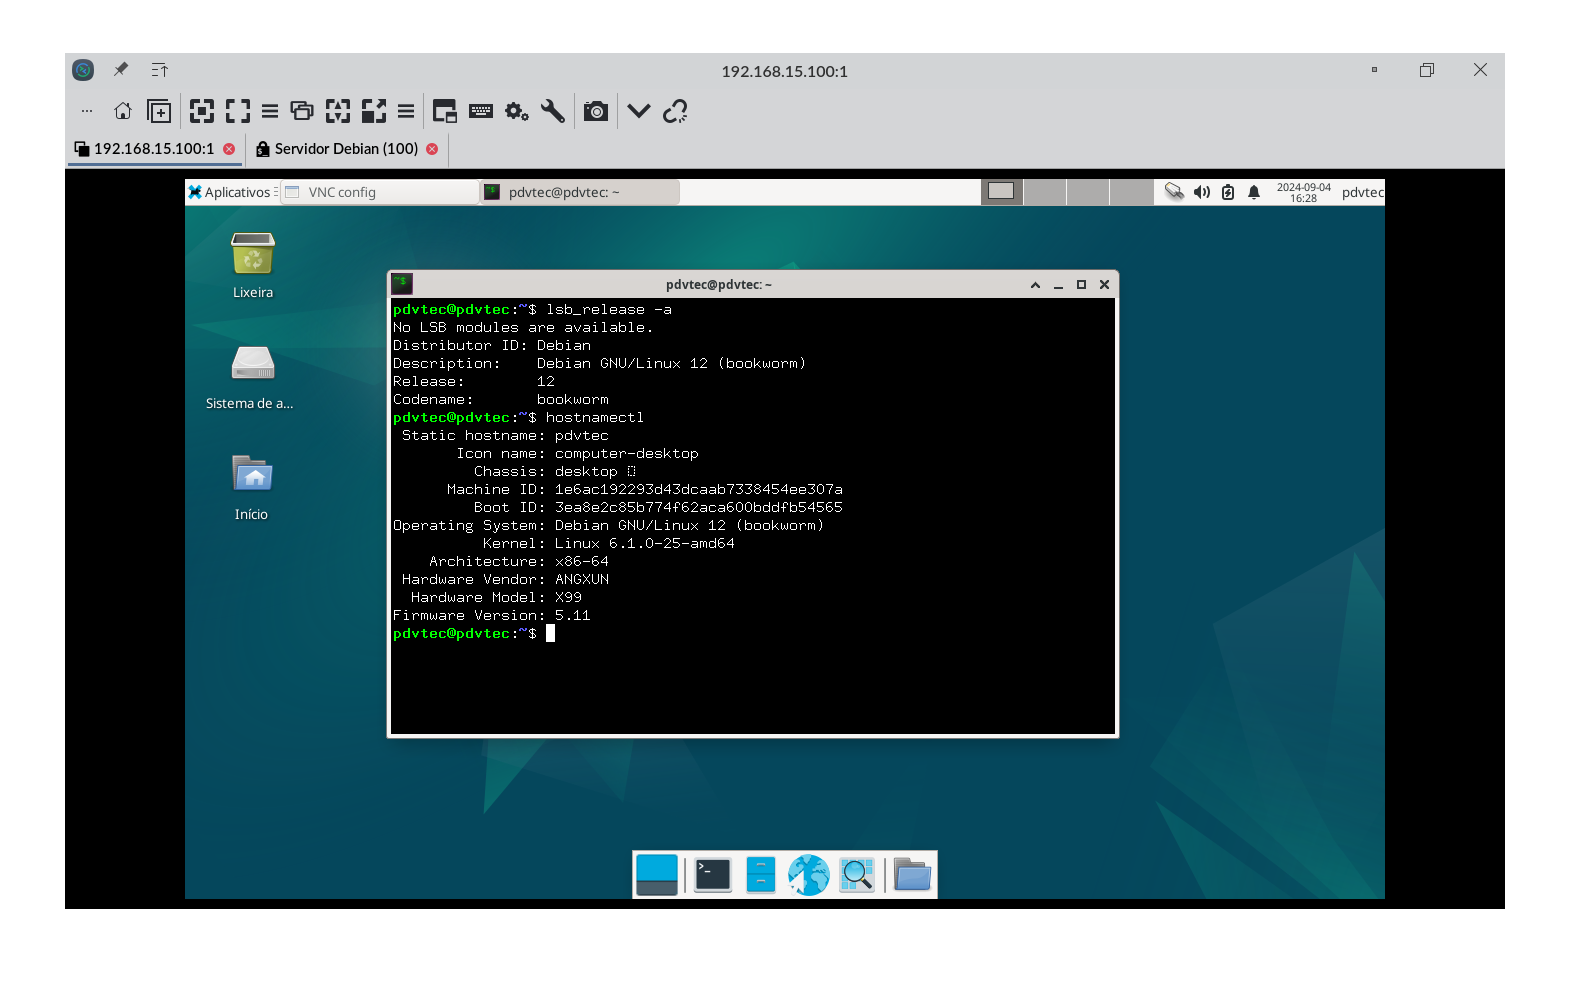 192.168.15.100:1
192.168.15.100:1
Servidor Debian (100)
Aplicativos
VNC config
pdvtec@pdvtec: ~
2024-09-04
16:28
pdvtec
Lixeira
Sistema de a...
Início
pdvtec@pdvtec: ~
pdvtec@pdvtec:~$ lsb_release -a
No LSB modules are available.
Distributor ID: Debian
Description: Debian GNU/Linux 12 (bookworm)
Release: 12
Codename: bookworm
pdvtec@pdvtec:~$ hostnamectl
Static hostname: pdvtec
Icon name: computer-desktop
Chassis: desktop
Machine ID: 1e6ac192293d43dcaab7338454ee307a
Boot ID: 3ea8e2c85b774f62aca600bddfb54565
Operating System: Debian GNU/Linux 12 (bookworm)
Kernel: Linux 6.1.0-25-amd64
Architecture: x86-64
Hardware Vendor: ANGXUN
Hardware Model: X99
Firmware Version: 5.11
pdvtec@pdvtec:~$